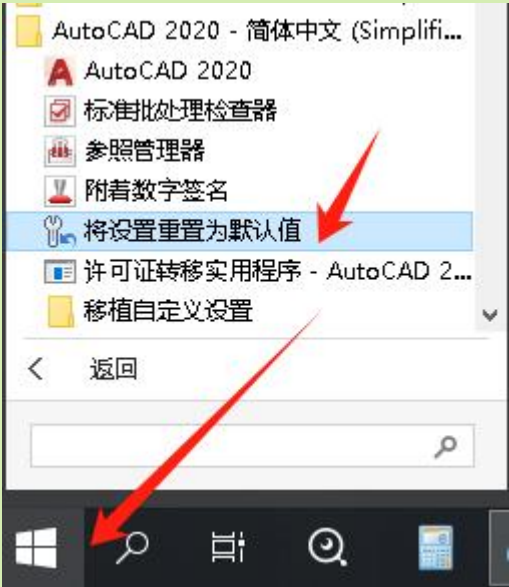 AutoCAD 2020 - 简体中文 (Simplifi...
AutoCAD 2020
标准批处理检查器
参照管理器
附着数字签名
将设置重置为默认值
许可证转移实用程序 - AutoCAD 2...
移植自定义设置
返回